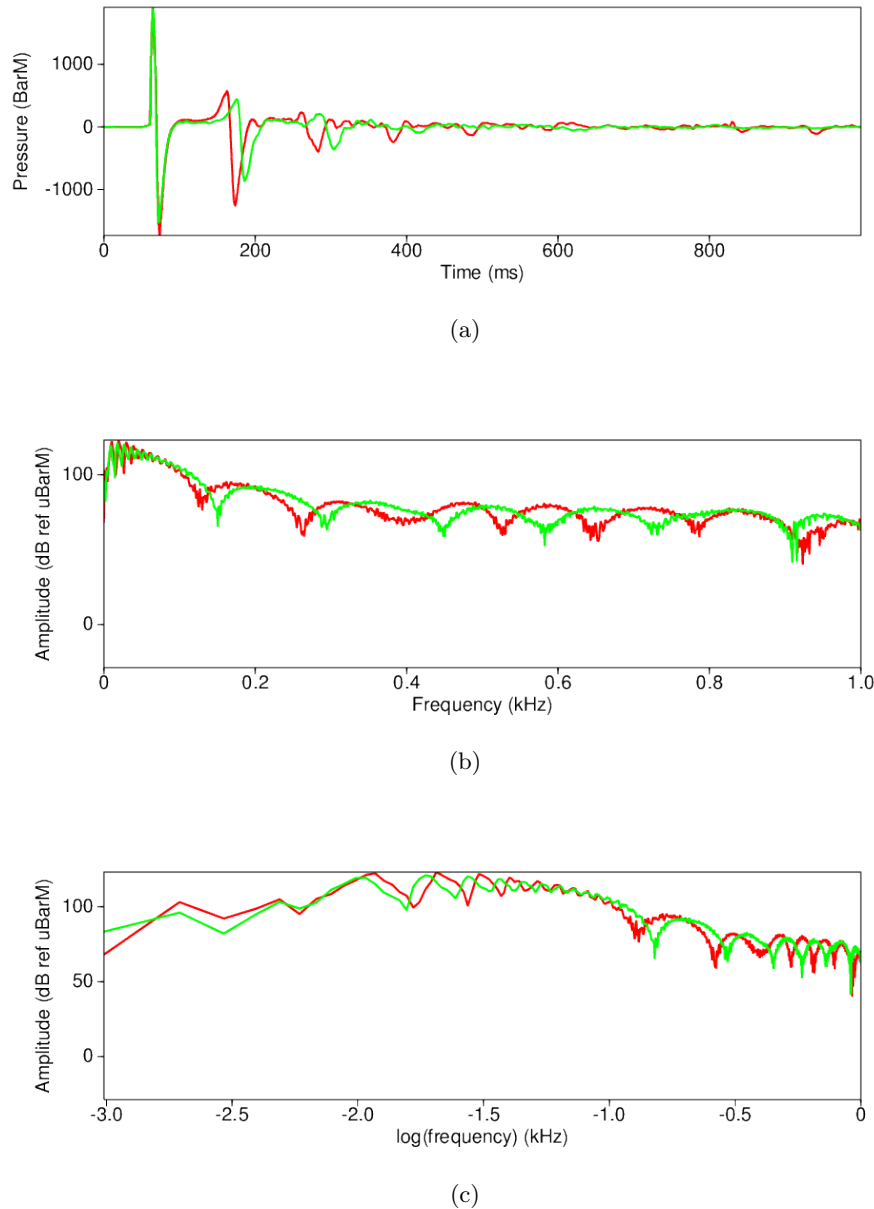 1000
0
-1000
Pressure (BarM)
0
200
400
600
800
Time (ms)
(a)
100
0
Amplitude (dB ref uBarM)
0
0.2
0.4
0.6
0.8
1.0
Frequency (kHz)
(b)
100
50
0
Amplitude (dB ref uBarM)
-3.0
-2.5
-2.0
-1.5
-1.0
-0.5
0
log(frequency) (kHz)
(c)